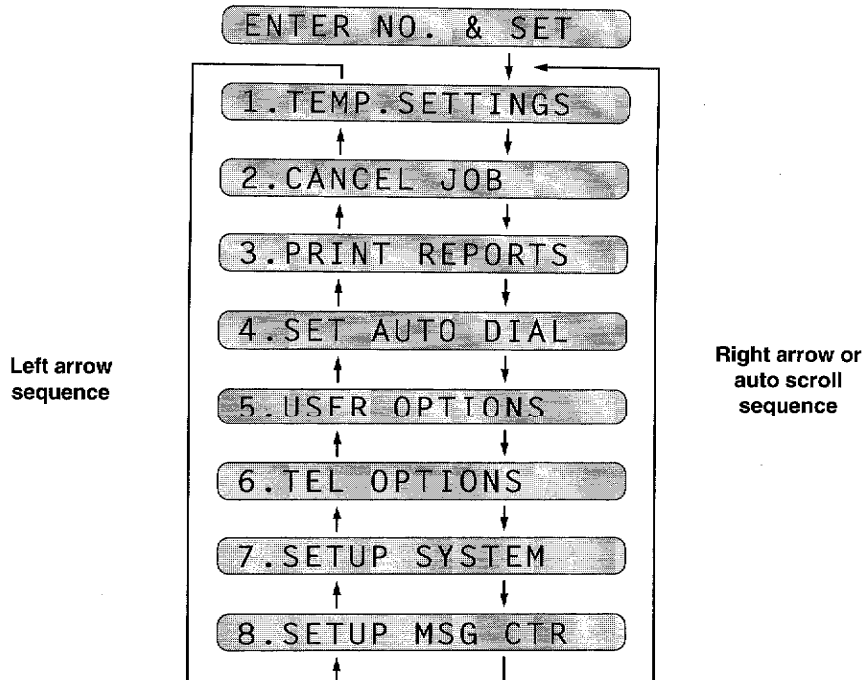 ENTER NO. & SET
1.TEMP.SETTINGS
2.CANCEL JOB
3.PRINT REPORTS
4.SET AUTO DIAL
Left arrow
sequence
Right arrow or
auto scroll
sequence
5.USER OPTIONS
6.TEL OPTIONS
7.SETUP SYSTEM
8.SETUP MSG CTR